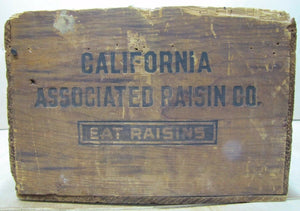 CALIFORNIA
ASSOCIATED RAISIN CO.
EAT RAISINS